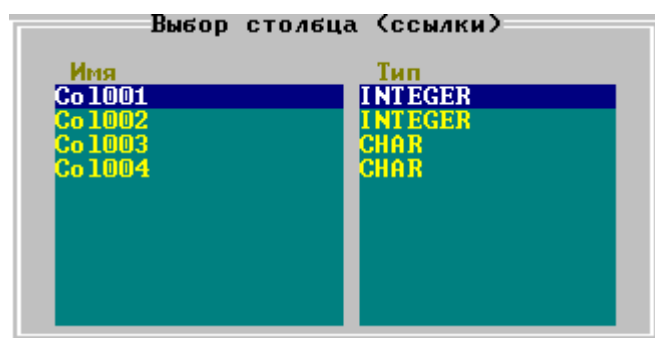 Выбор столбца (ссылки)
Имя Тип
Col001 INTEGER
Col002 INTEGER
Col003 CHAR
Col004 CHAR